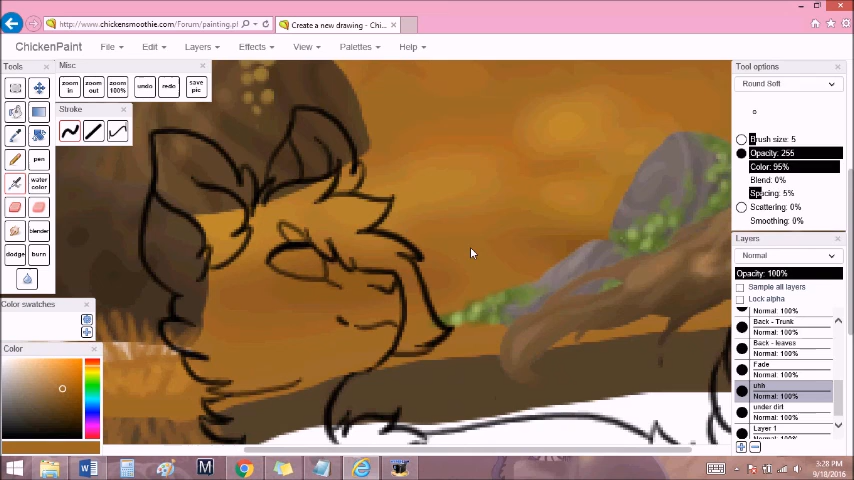 http://www.chickensmoothie.com/Forum/painting.pl
Create a new drawing - Chi...
ChickenPaint File Edit Layers Effects View Palettes Help
Tools
Misc
zoom in
zoom out
zoom 100%
undo
redo
save pic
Stroke
pen
water color
blender
dodge
burn
Color swatches
Color
Tool options
Round Soft
Brush size: 5
Opacity: 255
Color: 95%
Blend: 0%
Spacing: 5%
Scattering: 0%
Smoothing: 0%
Layers
Normal
Opacity: 100%
Sample all layers
Lock alpha
Normal: 100%
Back - Trunk
Normal: 100%
Back - leaves
Normal: 100%
Fade
Normal: 100%
uhh
Normal: 100%
under dirt
Normal: 100%
Layer 1
3:28 PM
9/18/2016